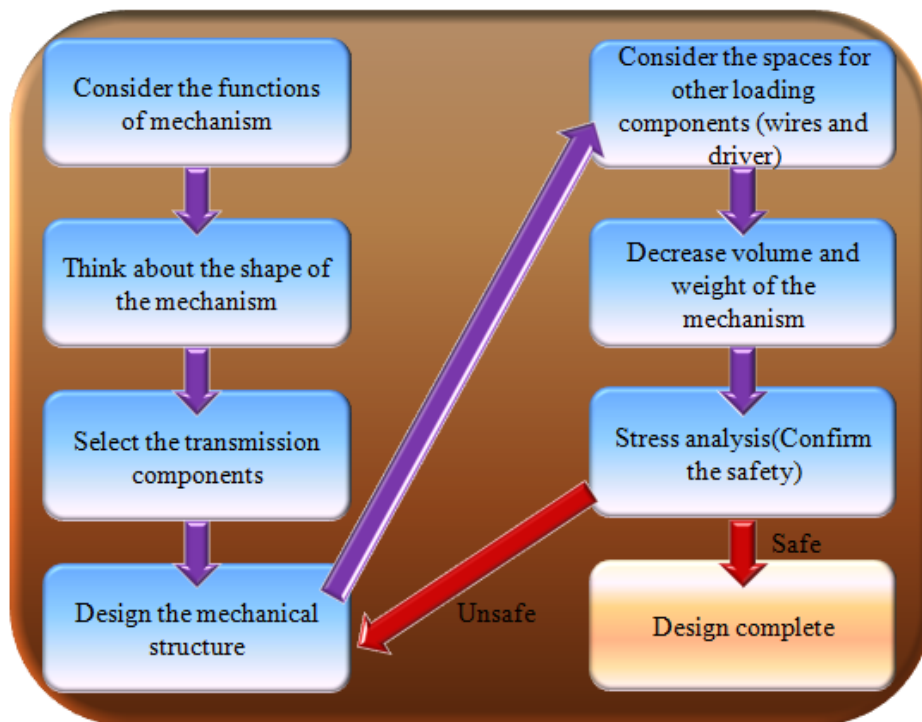 Consider the functions
of mechanism
Think about the shape of
the mechanism
Select the transmission
components
Design the mechanical
structure
Consider the spaces for
other loading
components (wires and
driver)
Decrease volume and
weight of the
mechanism
Stress analysis(Confirm
the safety)
Safe
Unsafe
Design complete